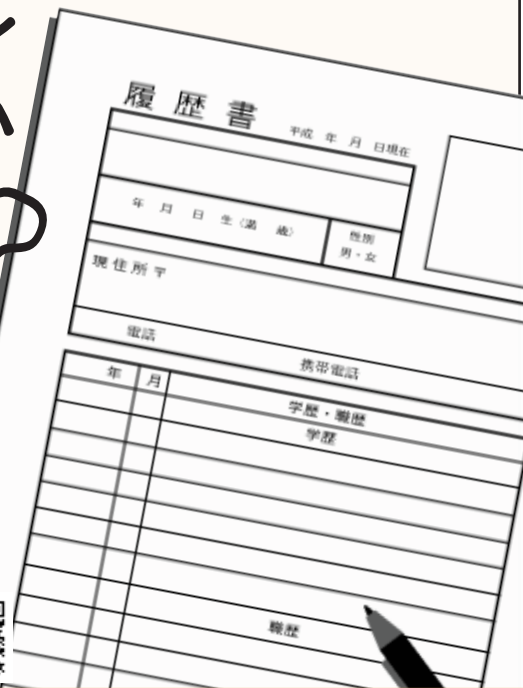 履歴書
平成 年 月 日現在
年 月 日 生〈満 歳〉
性別
男・女
現住所〒
電話
携帯電話
年 月
学歴・職歴
学歴
職歴